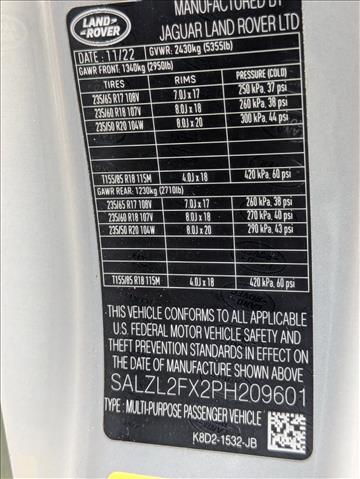 LAND
ROVER
MANUFACTURED BY
JAGUAR LAND ROVER LTD
DATE : 11/22 GVWR: 2430kg (5355lb)
GAWR FRONT: 1340kg (2950lb)
TIRES RIMS PRESSURE (COLD)
235/65 R17 108V 7.0J x 17 250 kPa, 37 psi
235/60 R18 107V 8.0J x 18 260 kPa, 38 psi
235/50 R20 104W 8.0J x 20 300 kPa, 44 psi
T155/85 R18 115M 4.0J x 18 420 kPa, 60 psi
GAWR REAR: 1230kg (2710lb)
235/65 R17 108V 7.0J x 17 260 kPa, 38 psi
235/60 R18 107V 8.0J x 18 270 kPa, 40 psi
235/50 R20 104W 8.0J x 20 290 kPa, 43 psi
T155/85 R18 115M 4.0J x 18 420 kPa, 60 psi
THIS VEHICLE CONFORMS TO ALL APPLICABLE
U.S. FEDERAL MOTOR VEHICLE SAFETY AND
THEFT PREVENTION STANDARDS IN EFFECT ON
THE DATE OF MANUFACTURE SHOWN ABOVE
SALZL2FX2PH209601
TYPE : MULTI-PURPOSE PASSENGER VEHICLE
K8D2-1532-JB